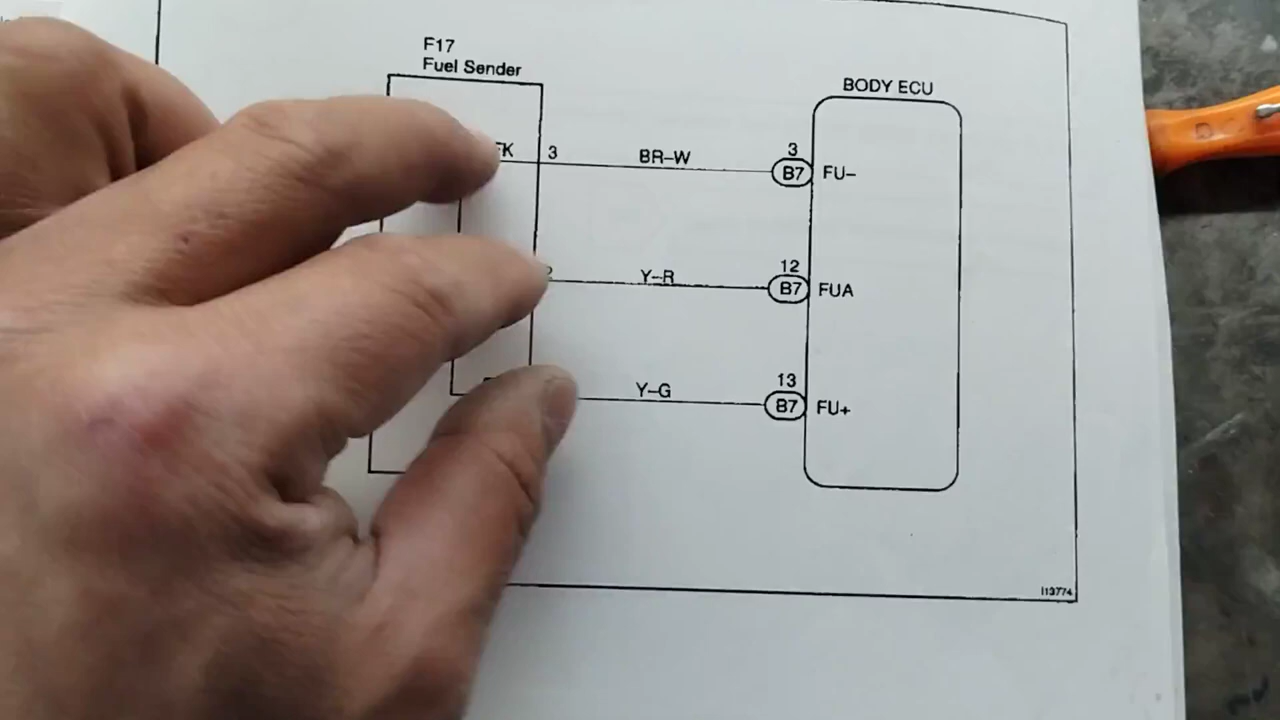 F17
Fuel Sender
BODY ECU
3
BR–W
3
B7
FU–
Y–R
12
B7
FUA
Y–G
13
B7
FU+
I13774